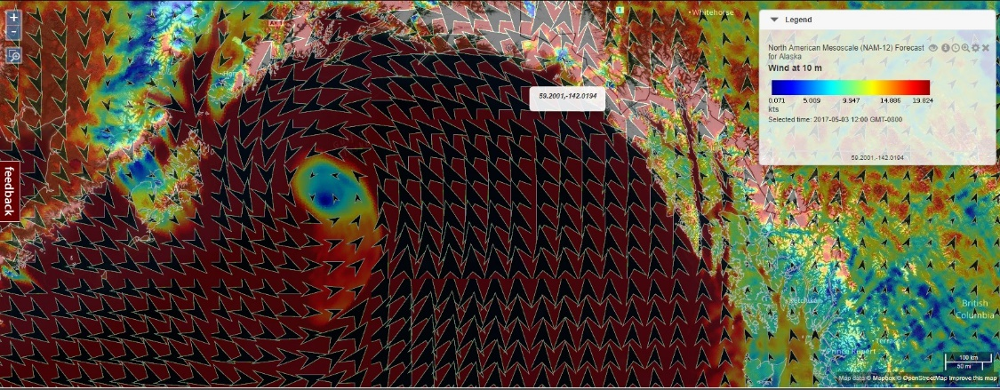 +
-
AK 1
1
Whitehorse
Legend
North American Mesoscale (NAM-12) Forecast
for Alaska
Wind at 10 m
0.071 5.009 9.947 14.886 19.824
kts
Selected time: 2017-05-03 12:00 GMT-0800
59.2001,-142.0194
59.2001,-142.0194
feedback
British
Columbia
Prince Rupert
100 km
50 mi
Map data © Mapbox © OpenStreetMap Improve this map